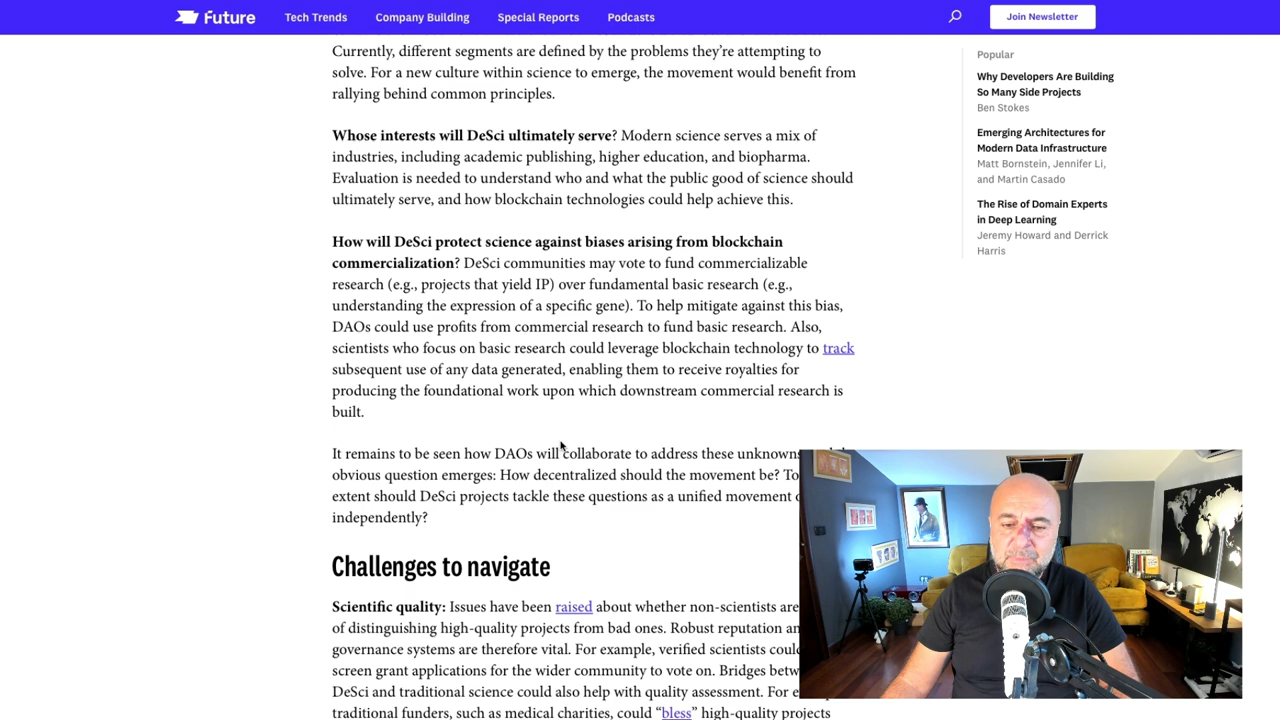 Future
Tech Trends
Company Building
Special Reports
Podcasts
Join Newsletter
Currently, different segments are defined by the problems they’re attempting to
solve. For a new culture within science to emerge, the movement would benefit from
rallying behind common principles.
Whose interests will DeSci ultimately serve? Modern science serves a mix of
industries, including academic publishing, higher education, and biopharma.
Evaluation is needed to understand who and what the public good of science should
ultimately serve, and how blockchain technologies could help achieve this.
How will DeSci protect science against biases arising from blockchain
commercialization? DeSci communities may vote to fund commercializable
research (e.g., projects that yield IP) over fundamental basic research (e.g.,
understanding the expression of a specific gene). To help mitigate against this bias,
DAOs could use profits from commercial research to fund basic research. Also,
scientists who focus on basic research could leverage blockchain technology to track
subsequent use of any data generated, enabling them to receive royalties for
producing the foundational work upon which downstream commercial research is
built.
It remains to be seen how DAOs will collaborate to address these unknowns
obvious question emerges: How decentralized should the movement be? To
extent should DeSci projects tackle these questions as a unified movement
independently?
Challenges to navigate
Scientific quality: Issues have been raised about whether non-scientists are
of distinguishing high-quality projects from bad ones. Robust reputation
governance systems are therefore vital. For example, verified scientists
screen grant applications for the wider community to vote on. Bridges
DeSci and traditional science could also help with quality assessment. For
traditional funders, such as medical charities, could “bless” high-quality projects
Popular
Why Developers Are Building
So Many Side Projects
Ben Stokes
Emerging Architectures for
Modern Data Infrastructure
Matt Bornstein, Jennifer Li,
and Martin Casado
The Rise of Domain Experts
in Deep Learning
Jeremy Howard and Derrick
Harris